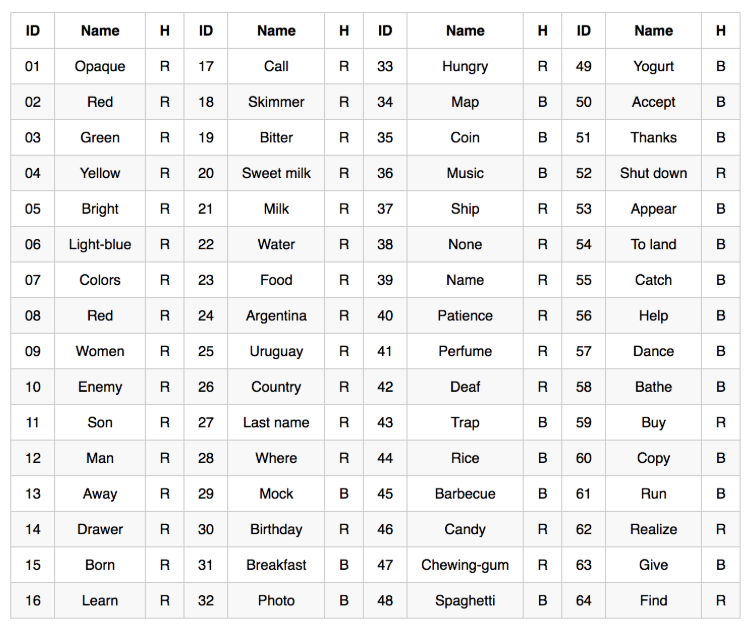 ID Name H ID Name H ID Name H ID Name H
01 Opaque R 17 Call R 33 Hungry R 49 Yogurt B
02 Red R 18 Skimmer R 34 Map B 50 Accept B
03 Green R 19 Bitter R 35 Coin B 51 Thanks B
04 Yellow R 20 Sweet milk R 36 Music B 52 Shut down R
05 Bright R 21 Milk R 37 Ship R 53 Appear B
06 Light-blue R 22 Water R 38 None R 54 To land B
07 Colors R 23 Food R 39 Name R 55 Catch B
08 Red R 24 Argentina R 40 Patience R 56 Help B
09 Women R 25 Uruguay R 41 Perfume R 57 Dance B
10 Enemy R 26 Country R 42 Deaf R 58 Bathe B
11 Son R 27 Last name R 43 Trap B 59 Buy R
12 Man R 28 Where R 44 Rice B 60 Copy B
13 Away R 29 Mock B 45 Barbecue B 61 Run B
14 Drawer R 30 Birthday R 46 Candy R 62 Realize R
15 Born R 31 Breakfast B 47 Chewing-gum R 63 Give B
16 Learn R 32 Photo B 48 Spaghetti B 64 Find R